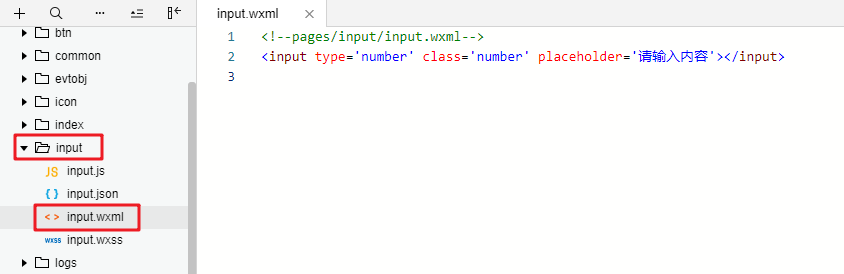 input.wxml
btn
common
evtobj
icon
index
input
JS input.js
{ } input.json
< > input.wxml
WXSS input.wxss
logs
1 <!--pages/input/input.wxml-->
2 <input type='number' class='number' placeholder='请输入内容'></input>
3